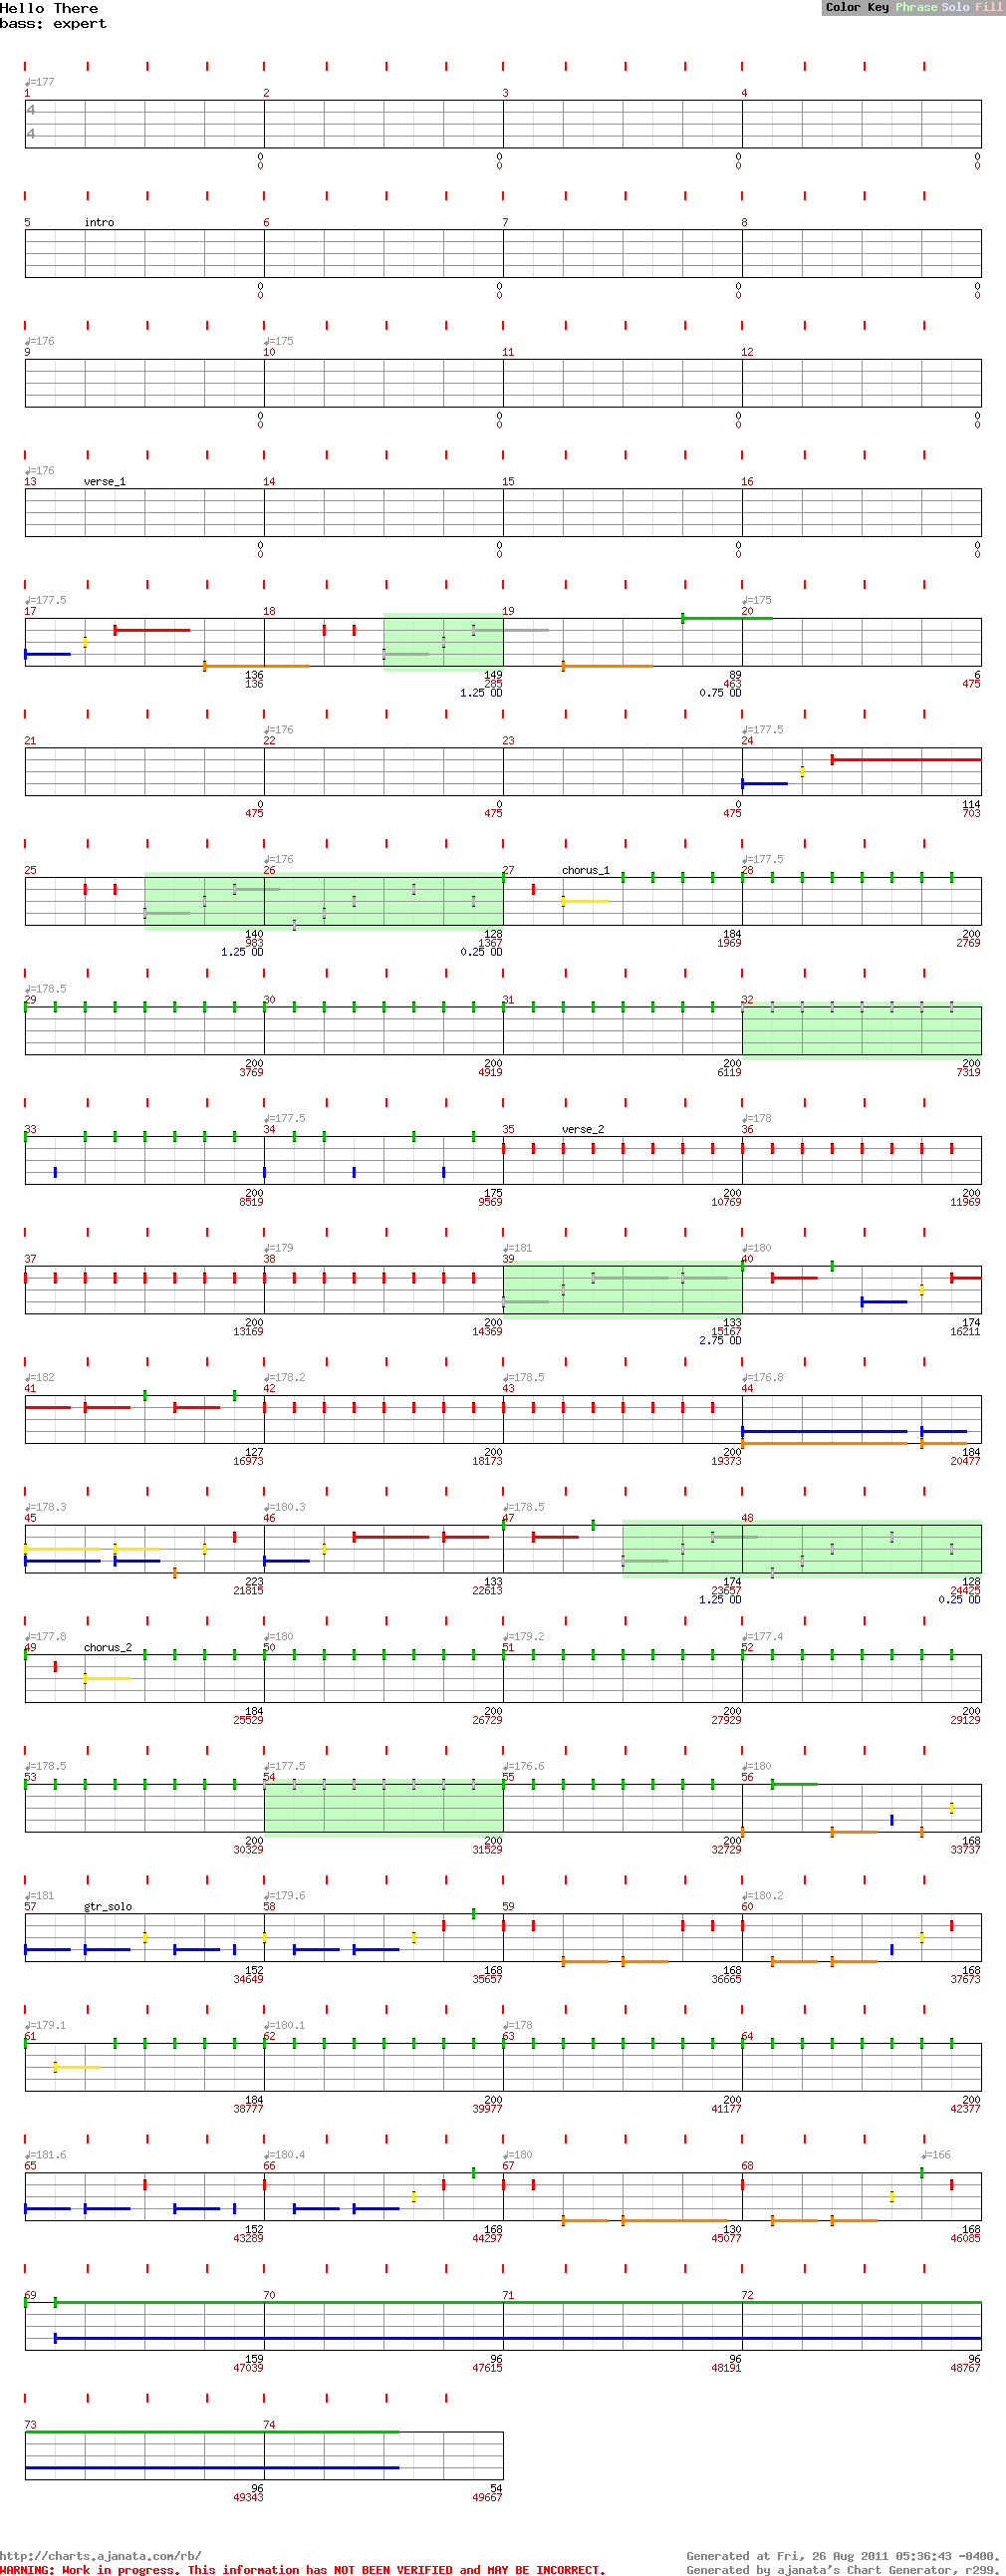 Hello There
bass: expert
Color Key Phrase Solo Fill
♩=177
1 2 3 4
4
4
0 0 0 0
0 0 0 0
5 intro 6 7 8
0 0 0 0
0 0 0 0
♩=176 ♩=175
9 10 11 12
0 0 0 0
0 0 0 0
♩=176
13 verse_1 14 15 16
0 0 0 0
0 0 0 0
♩=177.5 ♩=175
17 18 19 20
136 149 89 6
136 285 463 475
1.25 OD 0.75 OD
♩=176 ♩=177.5
21 22 23 24
0 0 0 114
475 475 475 703
♩=176 ♩=177.5
25 26 27 chorus_1 28
140 128 184 200
983 1367 1969 2769
1.25 OD 0.25 OD
♩=178.5
29 30 31 32
200 200 200 200
3769 4919 6119 7319
♩=177.5 ♩=178
33 34 35 verse_2 36
200 175 200 200
8519 9569 10769 11969
♩=179 ♩=181 ♩=180
37 38 39 40
200 200 133 174
13169 14369 15167 16211
2.75 OD
♩=182 ♩=178.2 ♩=178.5 ♩=176.8
41 42 43 44
127 200 200 184
16973 18173 19373 20477
♩=178.3 ♩=180.3 ♩=178.5
45 46 47 48
223 133 174 128
21815 22613 23657 24425
1.25 OD 0.25 OD
♩=177.8 ♩=180 ♩=179.2 ♩=177.4
49 chorus_2 50 51 52
184 200 200 200
25529 26729 27929 29129
♩=178.5 ♩=177.5 ♩=176.6 ♩=180
53 54 55 56
200 200 200 168
30329 31529 32729 33737
♩=181 ♩=179.6 ♩=180.2
57 gtr_solo 58 59 60
152 168 168 168
34649 35657 36665 37673
♩=179.1 ♩=180.1 ♩=178
61 62 63 64
184 200 200 200
38777 39977 41177 42377
♩=181.6 ♩=180.4 ♩=180 ♩=166
65 66 67 68
152 168 130 168
43289 44297 45077 46085
69 70 71 72
159 96 96 96
47039 47615 48191 48767
73 74
96 54
49343 49667
http://charts.ajanata.com/rb/ Generated at Fri, 26 Aug 2011 05:36:43 -0400.
WARNING: Work in progress. This information has NOT BEEN VERIFIED and MAY BE INCORRECT. Generated by ajanata's Chart Generator, r299.